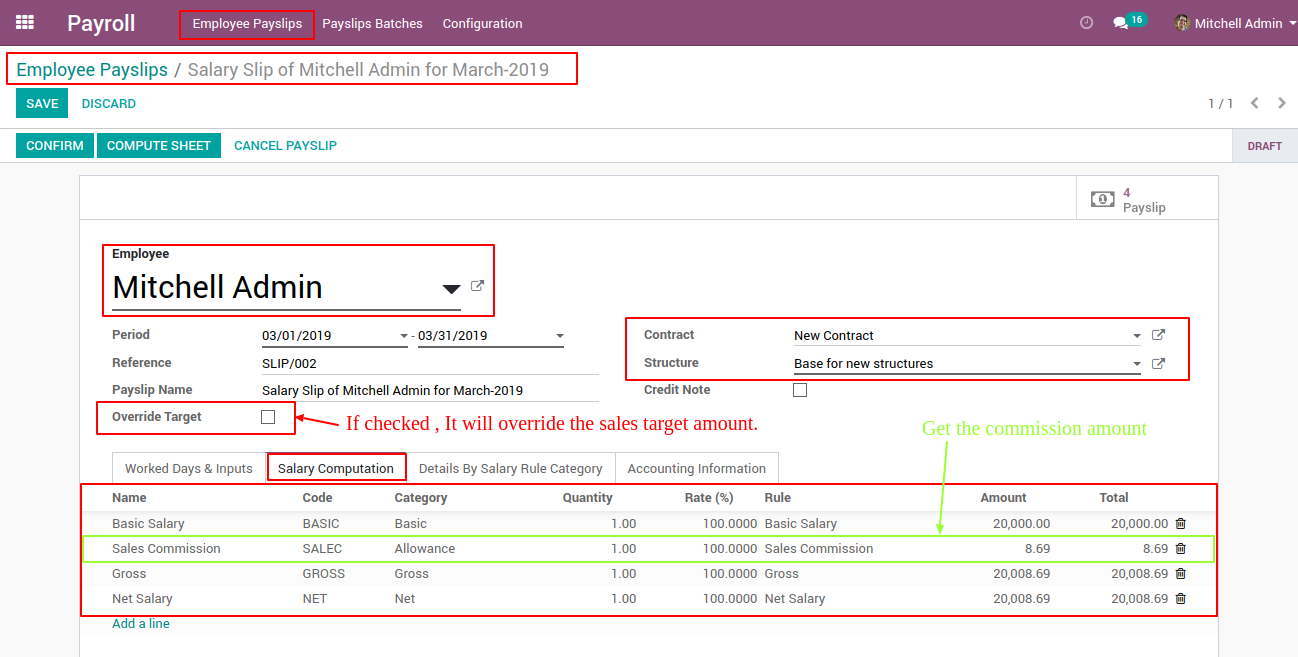 Payroll Employee Payslips Payslips Batches Configuration 16 Mitchell Admin
Employee Payslips / Salary Slip of Mitchell Admin for March-2019
SAVE DISCARD 1 / 1
CONFIRM COMPUTE SHEET CANCEL PAYSLIP DRAFT
4
Payslip
Employee
Mitchell Admin
Period 03/01/2019 - 03/31/2019 Contract New Contract
Reference SLIP/002 Structure Base for new structures
Payslip Name Salary Slip of Mitchell Admin for March-2019 Credit Note
Override Target If checked , It will override the sales target amount.
Get the commission amount
Worked Days & Inputs Salary Computation Details By Salary Rule Category Accounting Information
Name Code Category Quantity Rate (%) Rule Amount Total
Basic Salary BASIC Basic 1.00 100.0000 Basic Salary 20,000.00 20,000.00
Sales Commission SALEC Allowance 1.00 100.0000 Sales Commission 8.69 8.69
Gross GROSS Gross 1.00 100.0000 Gross 20,008.69 20,008.69
Net Salary NET Net 1.00 100.0000 Net Salary 20,008.69 20,008.69
Add a line